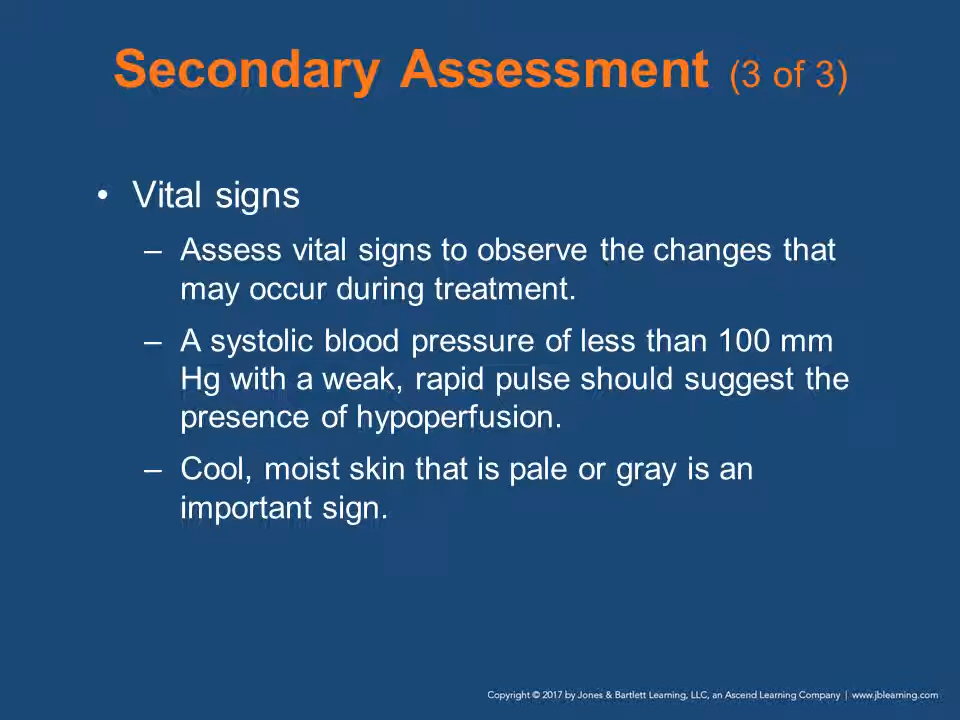 Secondary Assessment (3 of 3)
• Vital signs
– Assess vital signs to observe the changes that
may occur during treatment.
– A systolic blood pressure of less than 100 mm
Hg with a weak, rapid pulse should suggest the
presence of hypoperfusion.
– Cool, moist skin that is pale or gray is an
important sign.
Copyright © 2017 by Jones & Bartlett Learning, LLC, an Ascend Learning Company | www.jblearning.com